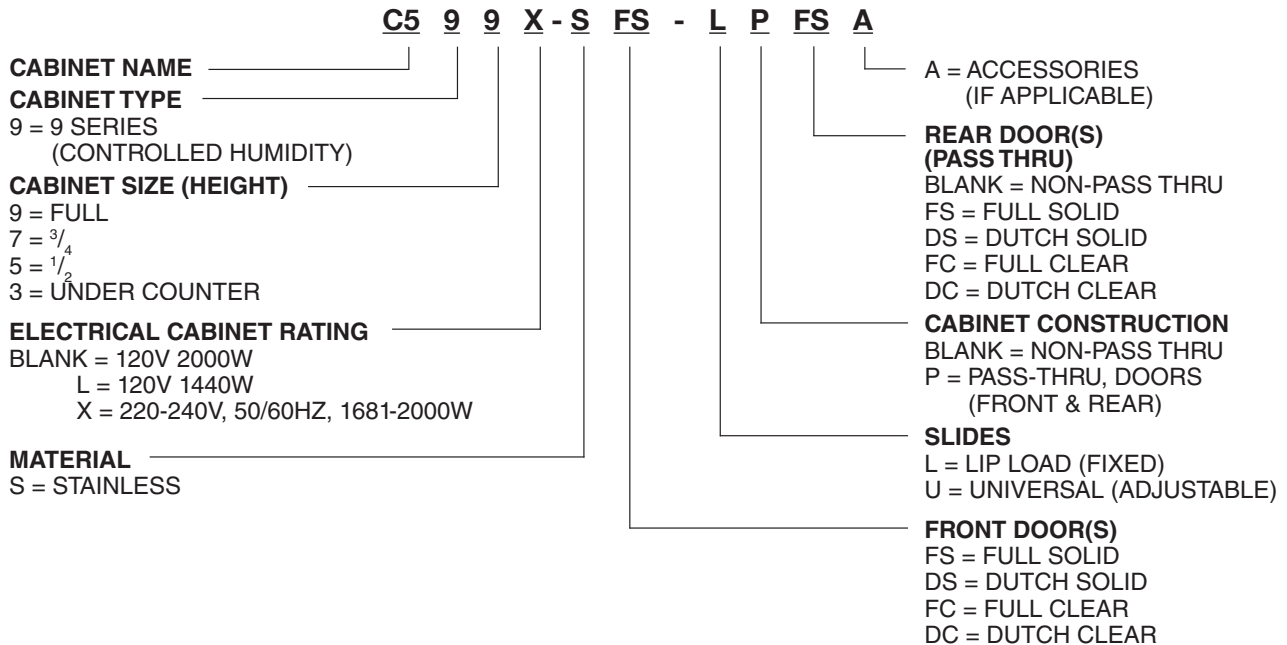 C5 9 9 X - S FS - L P FS A
CABINET NAME
CABINET TYPE
9 = 9 SERIES
(CONTROLLED HUMIDITY)
CABINET SIZE (HEIGHT)
9 = FULL
7 = 3/4
5 = 1/2
3 = UNDER COUNTER
ELECTRICAL CABINET RATING
BLANK = 120V 2000W
L = 120V 1440W
X = 220-240V, 50/60HZ, 1681-2000W
MATERIAL
S = STAINLESS
A = ACCESSORIES
(IF APPLICABLE)
REAR DOOR(S)
(PASS THRU)
BLANK = NON-PASS THRU
FS = FULL SOLID
DS = DUTCH SOLID
FC = FULL CLEAR
DC = DUTCH CLEAR
CABINET CONSTRUCTION
BLANK = NON-PASS THRU
P = PASS-THRU, DOORS
(FRONT & REAR)
SLIDES
L = LIP LOAD (FIXED)
U = UNIVERSAL (ADJUSTABLE)
FRONT DOOR(S)
FS = FULL SOLID
DS = DUTCH SOLID
FC = FULL CLEAR
DC = DUTCH CLEAR